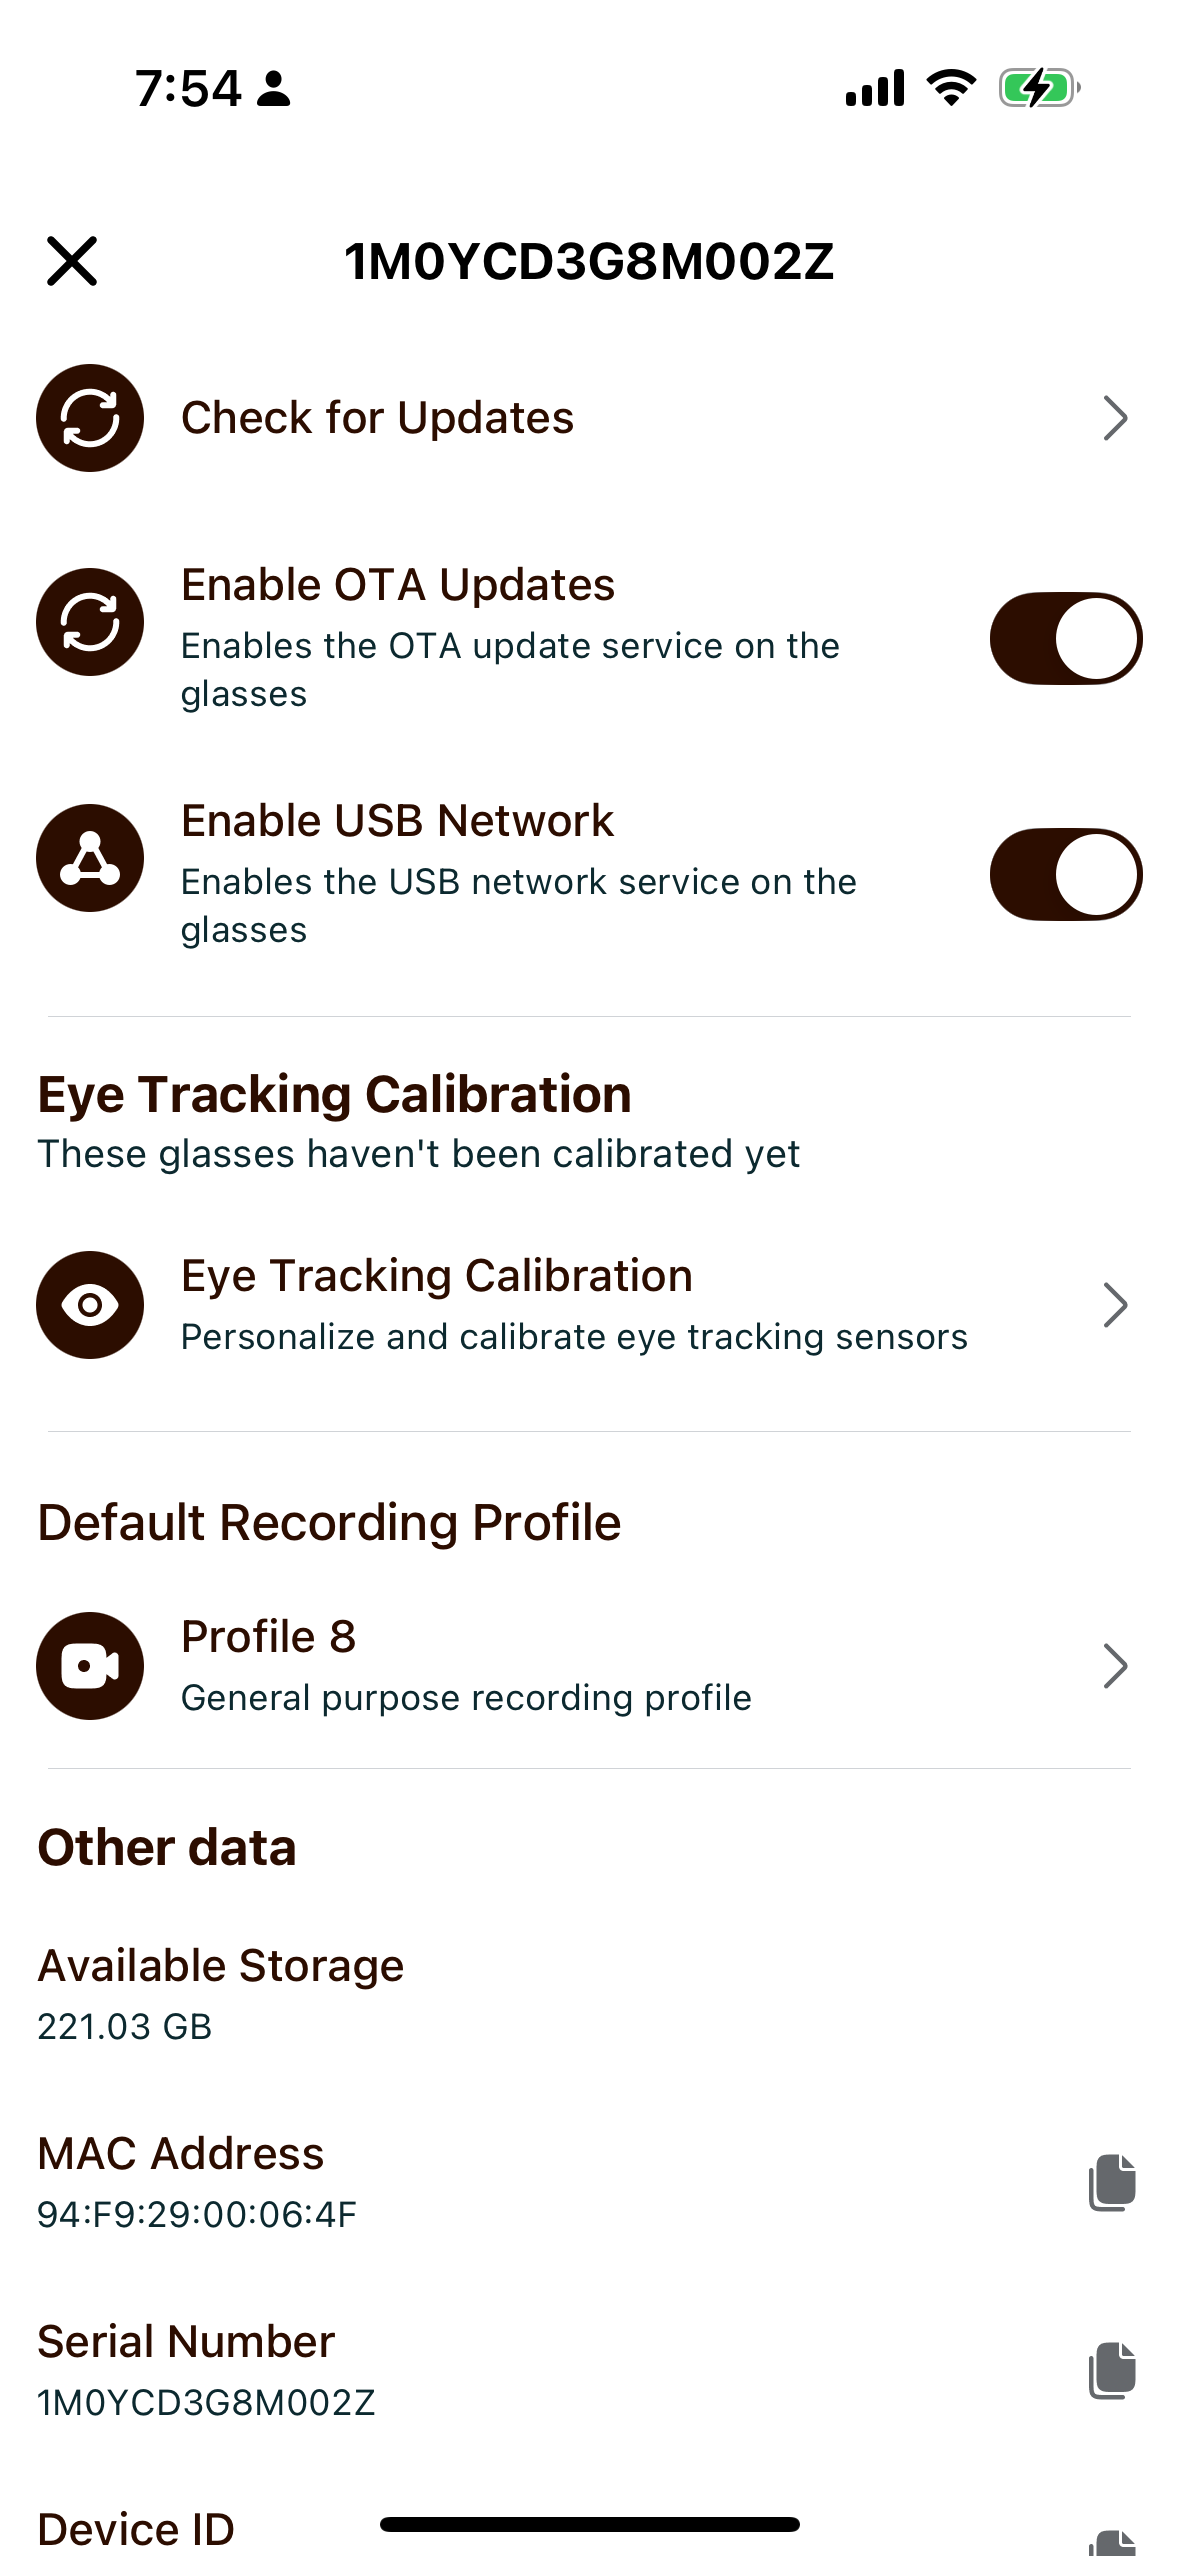 7:54
1M0YCD3G8M002Z
Check for Updates
Enable OTA Updates
Enables the OTA update service on the
glasses
Enable USB Network
Enables the USB network service on the
glasses
Eye Tracking Calibration
These glasses haven't been calibrated yet
Eye Tracking Calibration
Personalize and calibrate eye tracking sensors
Default Recording Profile
Profile 8
General purpose recording profile
Other data
Available Storage
221.03 GB
MAC Address
94:F9:29:00:06:4F
Serial Number
1M0YCD3G8M002Z
Device ID